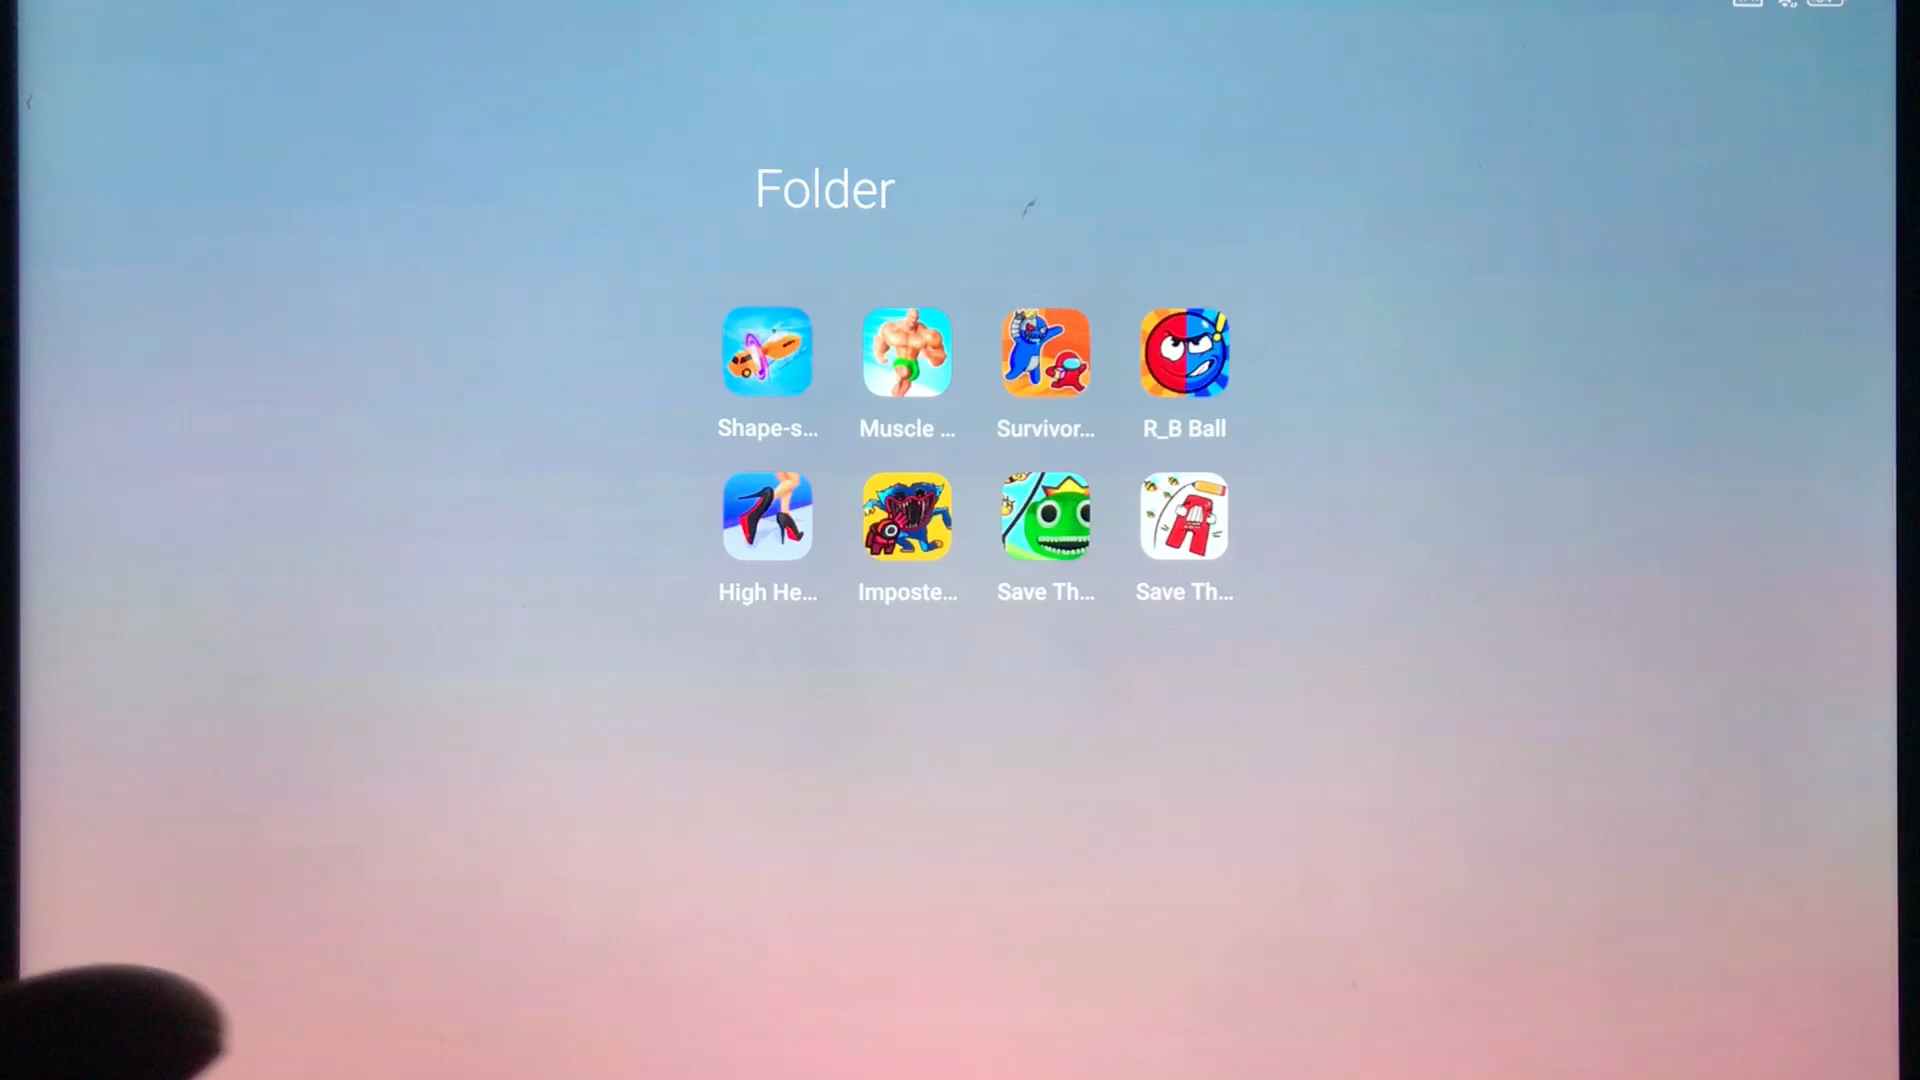 Folder
Shape-s...
Muscle ...
Survivor...
R_B Ball
High He...
Imposte...
Save Th...
Save Th...